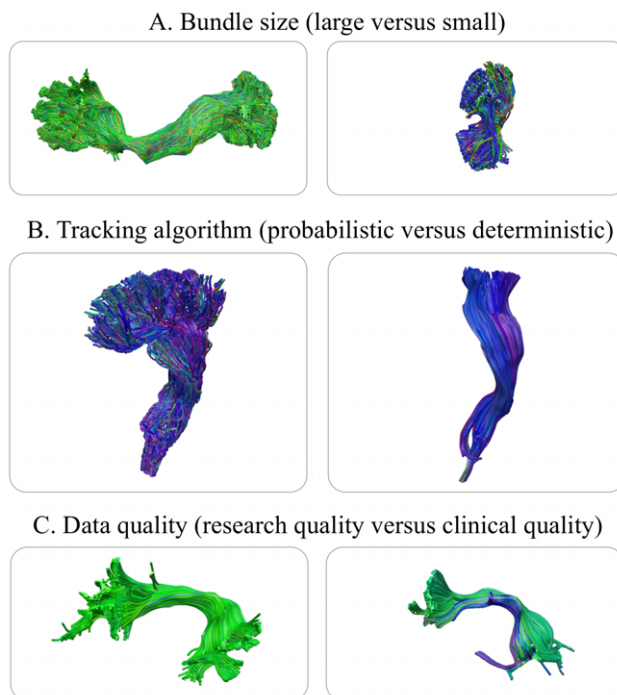 A. Bundle size (large versus small)
B. Tracking algorithm (probabilistic versus deterministic)
C. Data quality (research quality versus clinical quality)